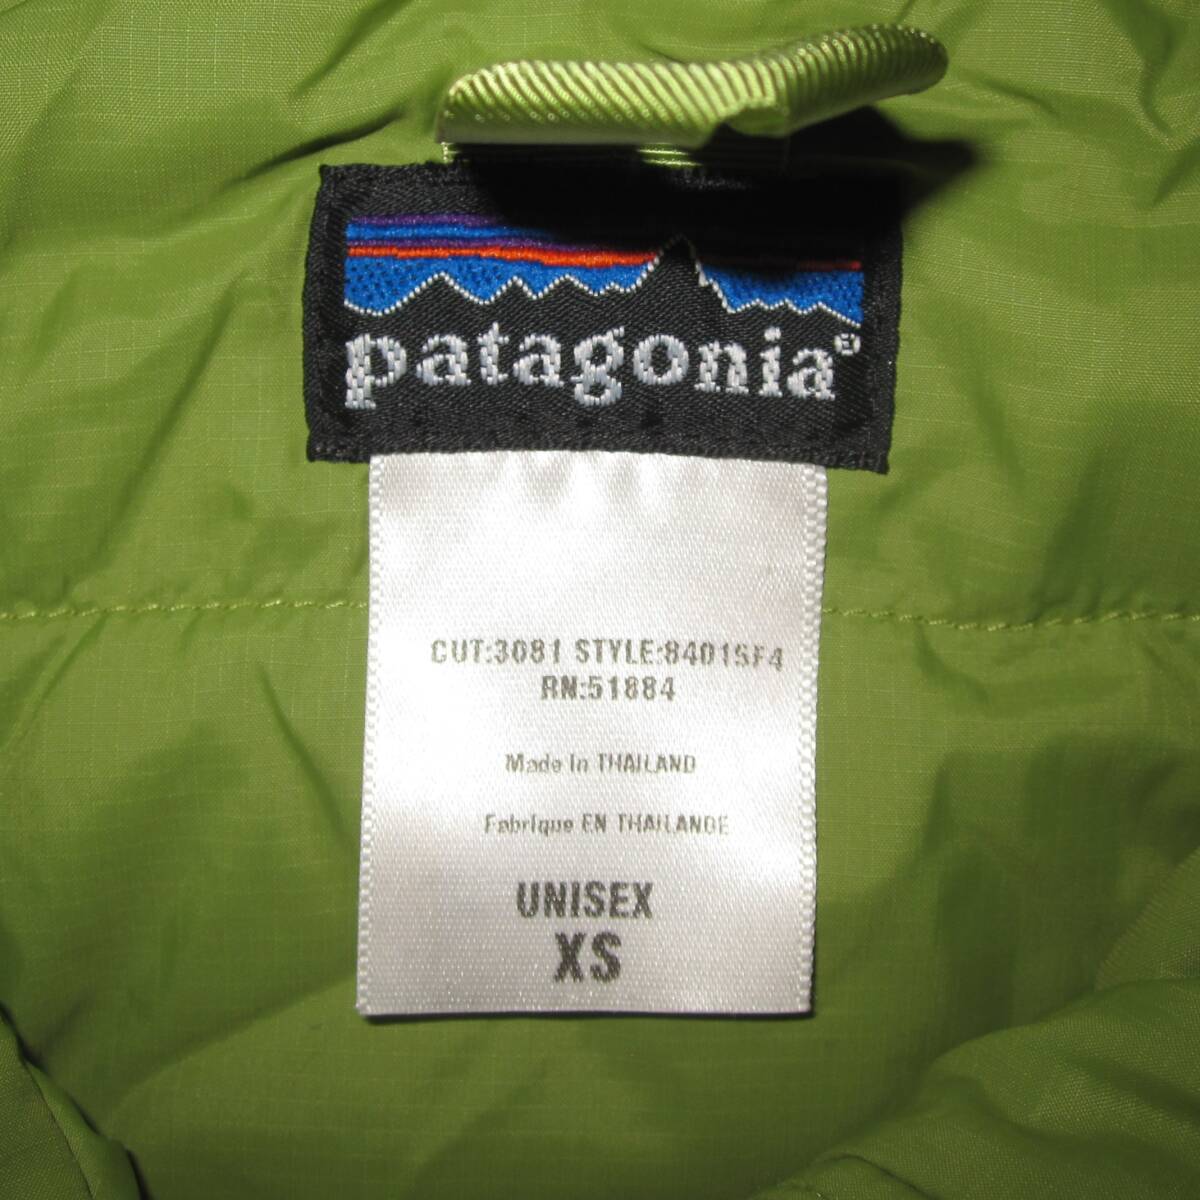 patagonia®
CUT:3081 STYLE:84015F4
RN:51884
Made in THAILAND
Fabrique EN THAILANDE
UNISEX
XS